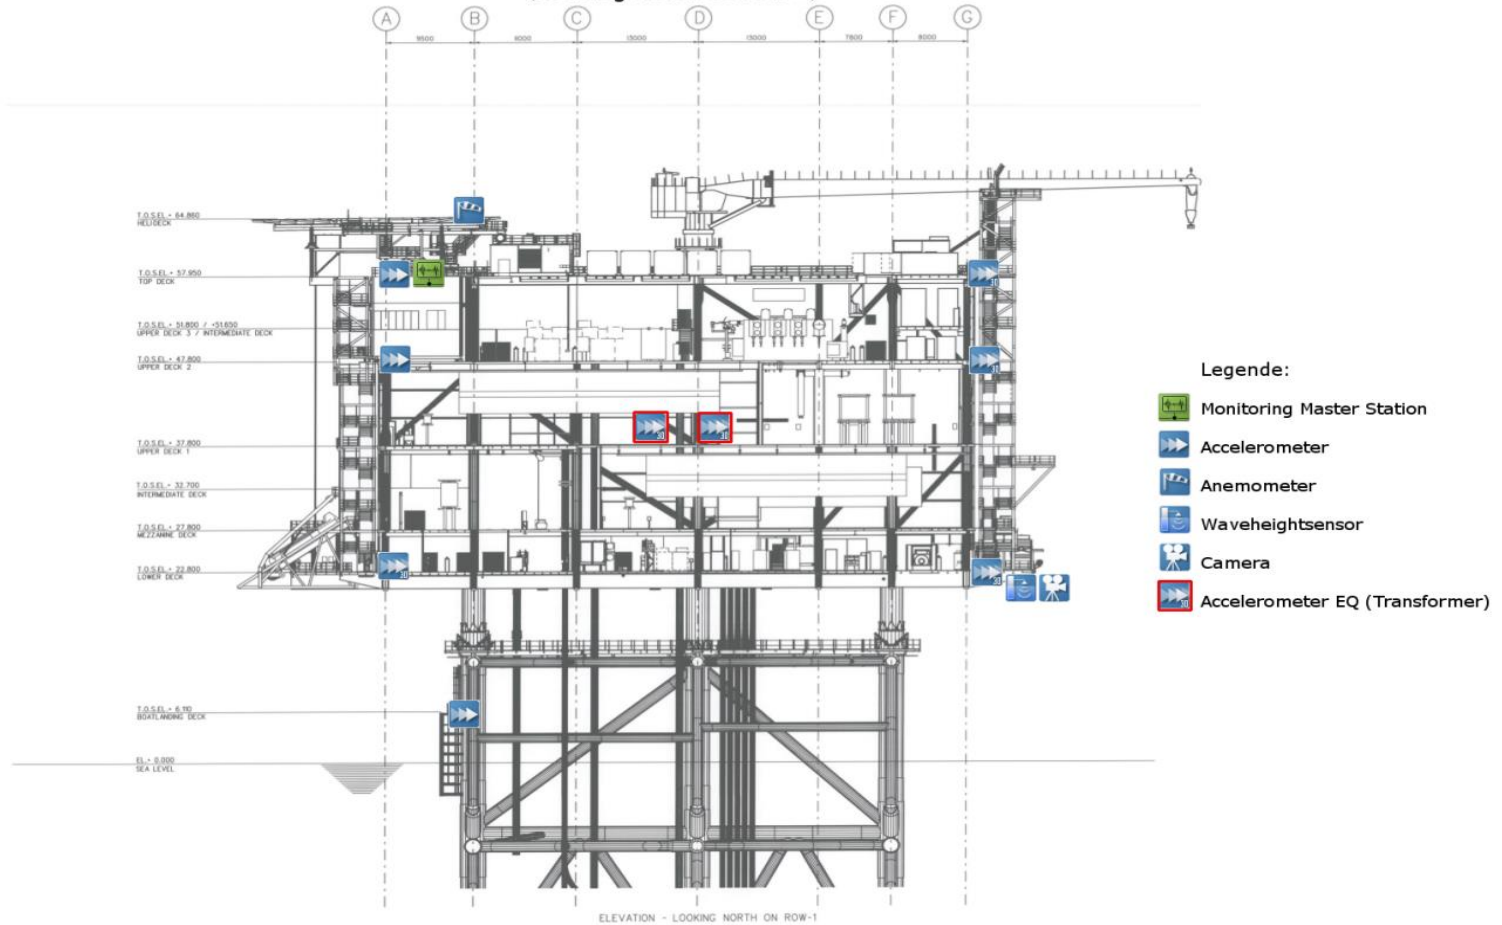 A B C D E F G
9500 13000 13000 7800 8000
T.O.S.EL.+ 64.860
HELIDECK
T.O.S.EL.+ 57.950
TOP DECK
T.O.S.EL.+ 51.800 / +51.650
UPPER DECK 3 / INTERMEDIATE DECK
T.O.S.EL.+ 47.800
UPPER DECK 2
T.O.S.EL.+ 37.800
UPPER DECK 1
T.O.S.EL.+ 32.700
INTERMEDIATE DECK
T.O.S.EL.+ 27.800
MEZZANINE DECK
T.O.S.EL.+ 22.800
LOWER DECK
T.O.S.EL.+ 6.110
BOATLANDING DECK
EL.+ 0.000
SEA LEVEL
Legende:
Monitoring Master Station
Accelerometer
Anemometer
Waveheightsensor
Camera
Accelerometer EQ (Transformer)
ELEVATION - LOOKING NORTH ON ROW-1